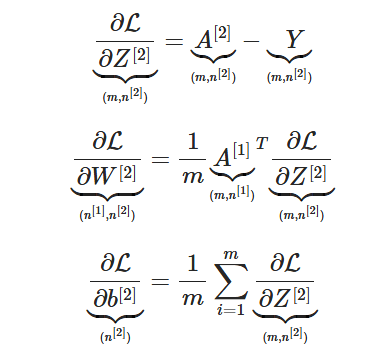 ∂ℒ/∂Z^[2] (m,n^[2]) = A^[2] (m,n^[2]) − Y (m,n^[2])
∂ℒ/∂W^[2] (n^[1],n^[2]) = 1/m A^[1] (m,n^[1]) ^T ∂ℒ/∂Z^[2] (m,n^[2])
∂ℒ/∂b^[2] (n^[2]) = 1/m ∑_{i=1}^{m} ∂ℒ/∂Z^[2] (m,n^[2])